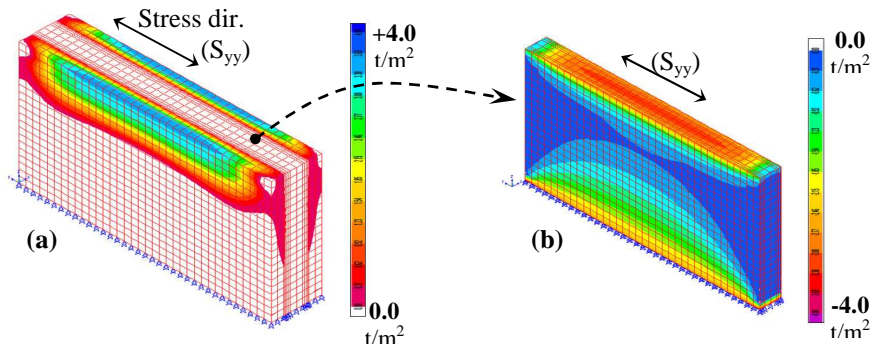 Stress dir.
(Syy)
+4.0
t/m²
(a)
0.0
t/m²
(Syy)
0.0
t/m²
(b)
-4.0
t/m²